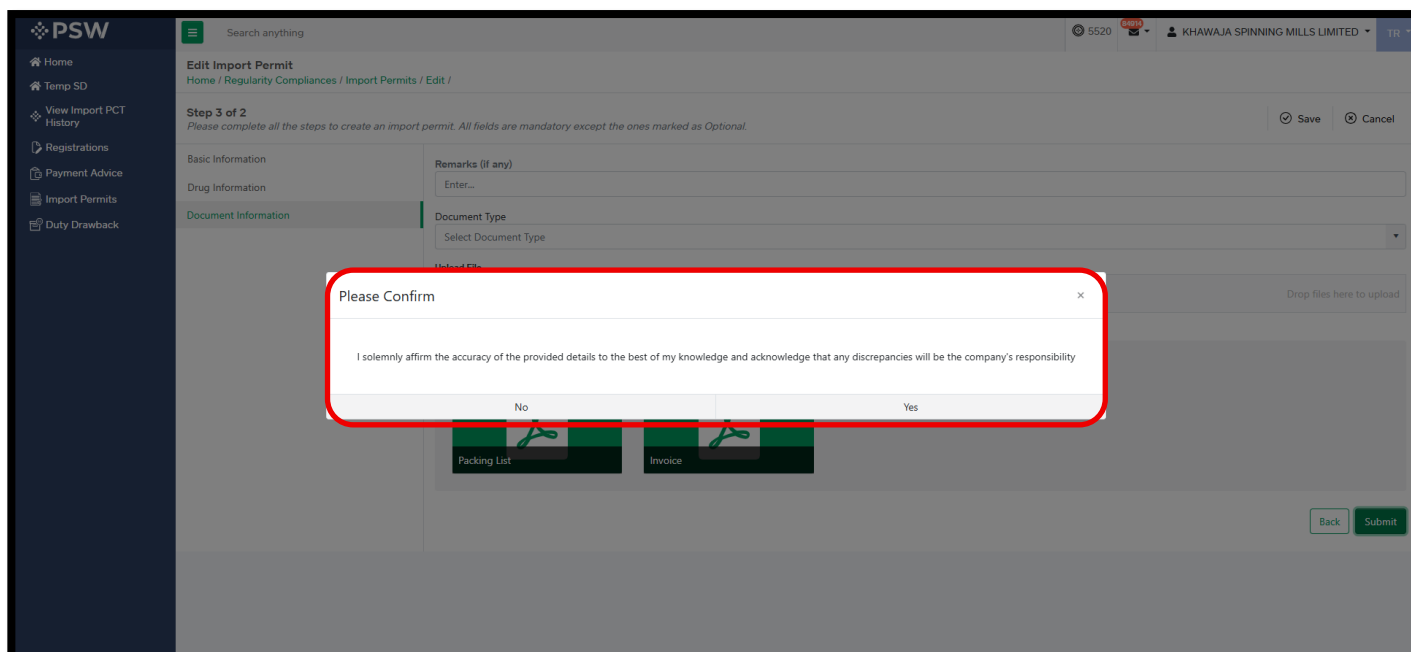 PSW
Search anything
5520
84014
KHAWAJA SPINNING MILLS LIMITED
TR
Home
Temp SD
View Import PCT
History
Registrations
Payment Advice
Import Permits
Duty Drawback
Edit Import Permit
Home / Regularity Compliances / Import Permits / Edit /
Step 3 of 2
Please complete all the steps to create an import permit. All fields are mandatory except the ones marked as Optional.
Save
Cancel
Basic Information
Drug Information
Document Information
Remarks (if any)
Enter...
Document Type
Select Document Type
Upload File
Drop files here to upload
Please Confirm
×
I solemnly affirm the accuracy of the provided details to the best of my knowledge and acknowledge that any discrepancies will be the company's responsibility
No
Yes
Packing List
Invoice
Back
Submit